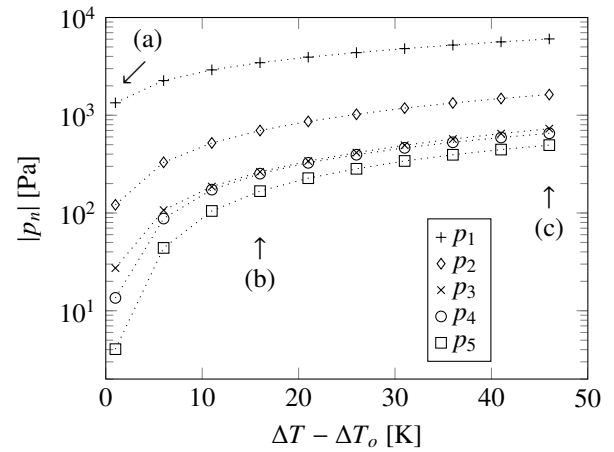 10^4
10^3
10^2
10^1
|p_n| [Pa]
(a)
(b)
(c)
p_1
p_2
p_3
p_4
p_5
0 10 20 30 40 50
ΔT − ΔT_o [K]